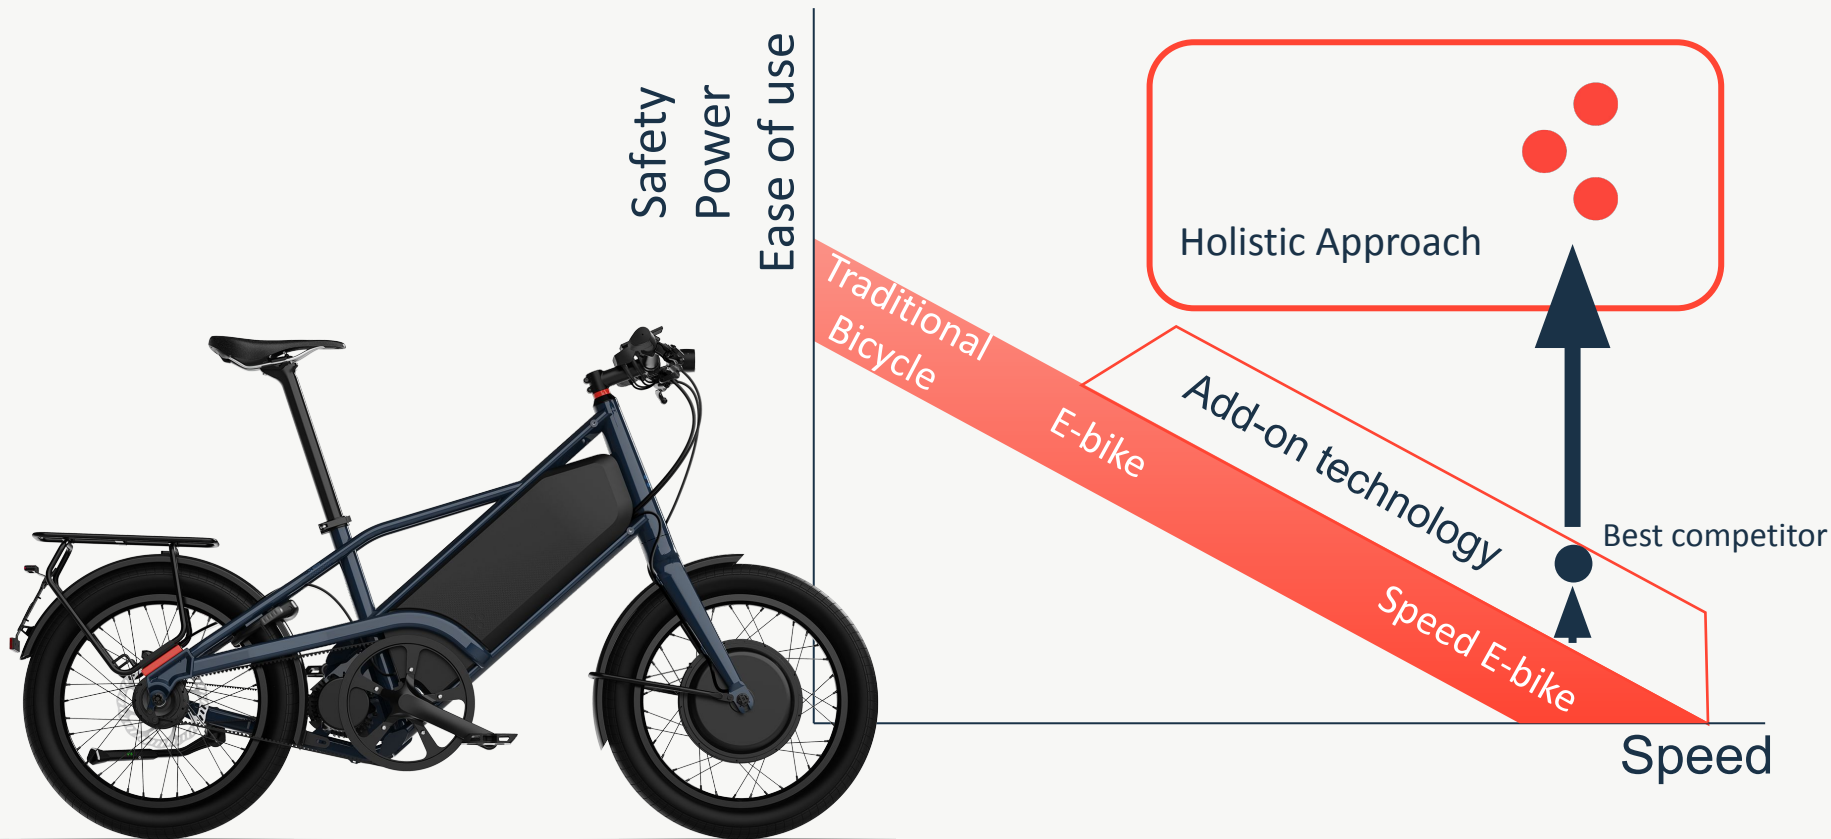 Safety
Power
Ease of use
Traditional
Bicycle
E-bike
Speed E-bike
Add-on technology
Holistic Approach
Best competitor
Speed